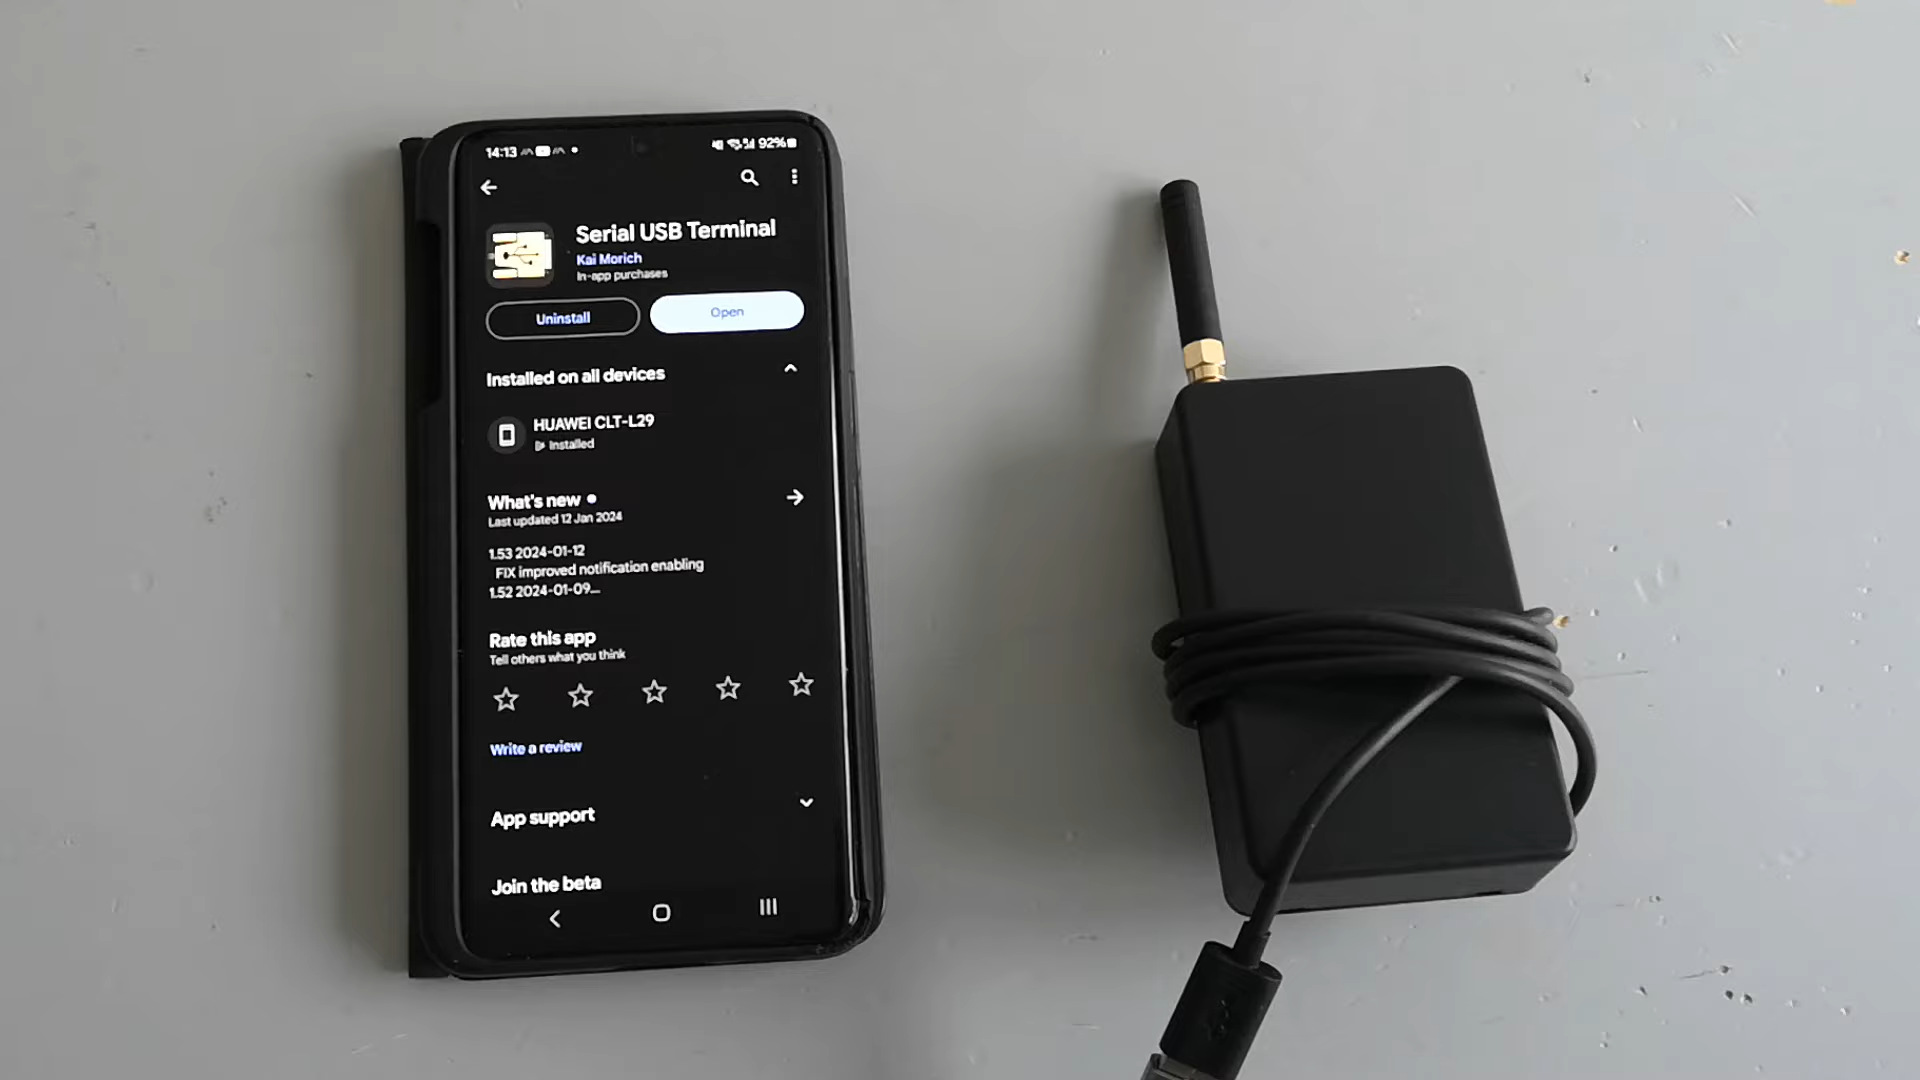 14:13
92%
Serial USB Terminal
Kai Morich
In-app purchases
Uninstall
Open
Installed on all devices
HUAWEI CLT-L29
Installed
What's new
Last updated 12 Jan 2024
1.53 2024-01-12
FIX improved notification enabling
1.52 2024-01-09...
Rate this app
Tell others what you think
Write a review
App support
Join the beta